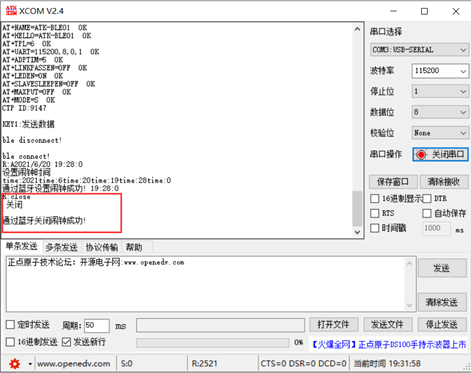 XCOM V2.4
AT+NAME=ATK-BLE01  OK
AT+HELLO=ATK-BLE01  OK
AT+TPL=6  OK
AT+UART=115200,8,0,1  OK
AT+ADPTIM=5  OK
AT+LINKPASSEN=OFF  OK
AT+LEDEN=ON  OK
AT+SLAVESLEEPEN=OFF  OK
AT+MAXPUT=OFF  OK
AT+MODE=S  OK
CTP ID:9147
KEY1:发送数据
ble disconnect!
ble connect!
R:A2021/6/20 19:28:0
设置闹钟时间
time:2021time:6time:20time:19time:28time:0
通过蓝牙设置闹钟成功! 19:28:0
R:close
关闭
通过蓝牙关闭闹钟成功!
串口选择
COM3:USB-SERIAL
波特率 115200
停止位 1
数据位 8
校验位 None
串口操作 关闭串口
保存窗口 清除接收
16进制显示 DTR
RTS 自动保存
时间戳 1000 ms
单条发送 多条发送 协议传输 帮助
正点原子技术论坛: 开源电子网:www.openedv.com
发送
清除发送
定时发送 周期: 50 ms 打开文件 发送文件 停止发送
16进制发送 发送新行 0% 【火爆全网】正点原子DS100手持示波器上市
www.openedv.com S:0 R:2521 CTS=0 DSR=0 DCD=0 当前时间 19:31:58